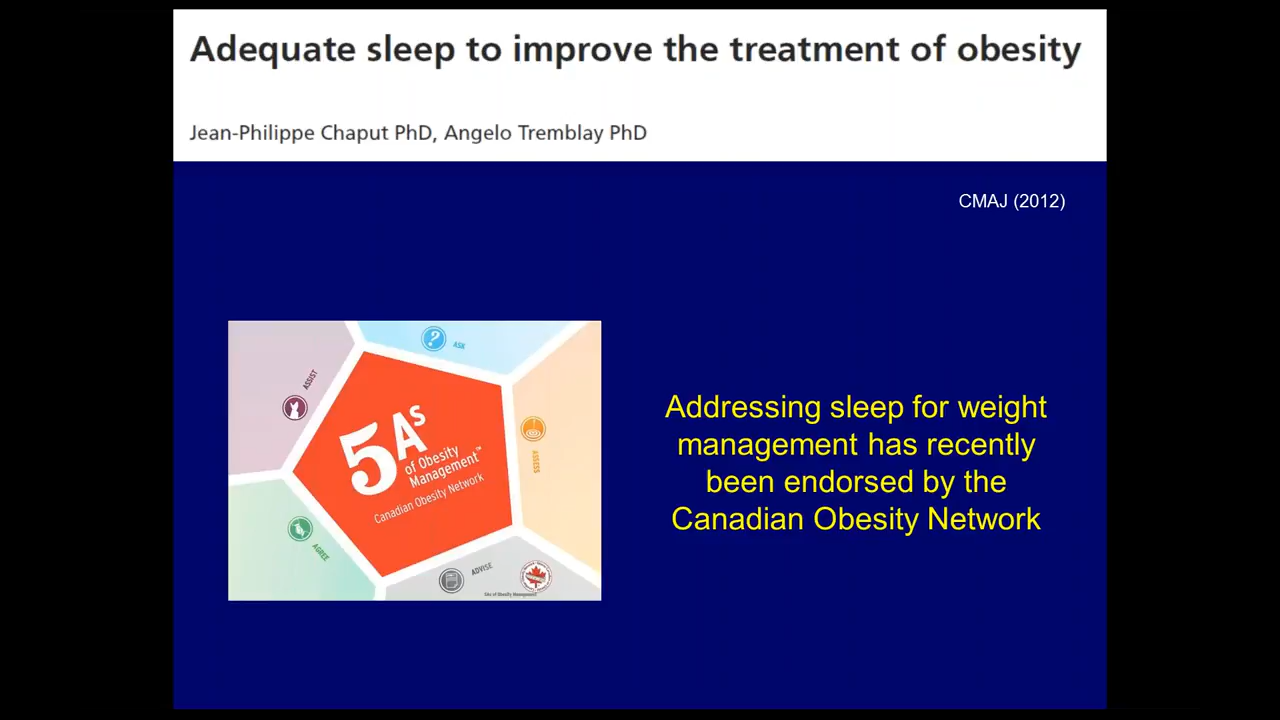 Adequate sleep to improve the treatment of obesity
Jean-Philippe Chaput PhD, Angelo Tremblay PhD
CMAJ (2012)
ASK
ASSIST
5As
of Obesity
Management™
Canadian Obesity Network
ASSESS
AGREE
ADVISE
Addressing sleep for weight
management has recently
been endorsed by the
Canadian Obesity Network